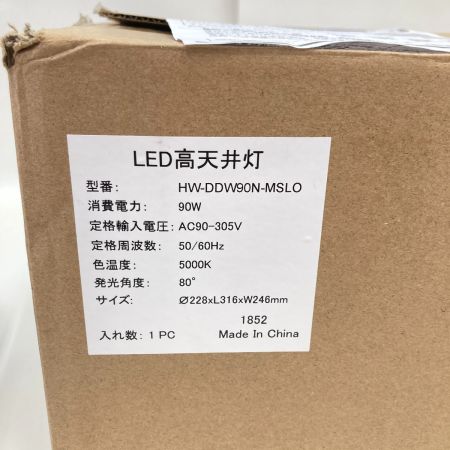 LED高天井灯
型番: HW-DDW90N-MSLO
消費電力: 90W
定格輸入電圧: AC90-305V
定格周波数: 50/60Hz
色温度: 5000K
発光角度: 80°
サイズ: Ø228xL316xW246mm
1852
入れ数: 1 PC Made In China